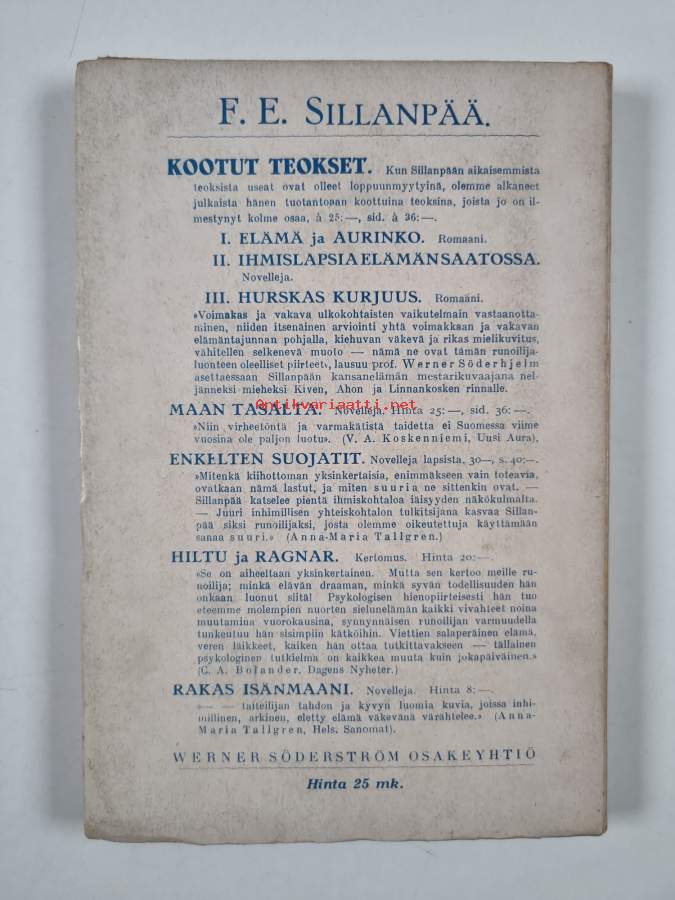 F. E. SILLANPÄÄ.
KOOTUT TEOKSET. Kun Sillanpään aikaisemmista
teoksista useat ovat olleet loppuunmyytyinä, olemme alkaneet
julkaista hänen tuotantoaan koottuina teoksina, joista jo on il-
mestynyt kolme osaa, à 25:—, sid. à 36:—.
I. ELÄMÄ ja AURINKO. Romaani.
II. IHMISLAPSIA ELÄMÄN SAATOSSA.
Novelleja.
III. HURSKAS KURJUUS. Romaani.
»Voimakas ja vakava ulkokohtaisten vaikutelmain vastaanotta-
minen, niiden itsenäinen arviointi yhtä voimakkaan ja vakavan
elämäntajunnan pohjalla, kiehuvan väkevä ja rikas mielikuvitus,
vähitellen selkenevä muoto — nämä ne ovat tämän runoilija-
luonteen oleelliset piirteet», lausuu prof. Werner Söderhjelm
asettaessaan Sillanpään kansanelämän mestarikuvaajana nel-
jänneksi mieheksi Kiven, Ahon ja Linnankosken rinnalle.
Antikvariaatti.net
MAAN TASALTA. Novelleja. Hinta 25:—, sid. 36:—.
»Niin virheetöntä ja varmakätistä taidetta ei Suomessa viime
vuosina ole paljon luotu». (V. A. Koskenniemi, Uusi Aura).
ENKELTEN SUOJATIT. Novelleja lapsista, 30—, s. 40:—.
»Mitenkä kiihottoman yksinkertaisia, enimmäkseen vain toteavia,
ovatkaan nämä lastut, ja miten suuria ne sittenkin ovat. —
Sillanpää katselee pientä ihmiskohtaloa iäisyyden näkökulmalta.
— Juuri inhimillisen yhteiskohtalon tulkitsijana kasvaa Sillan-
pää siksi runoilijaksi, josta olemme oikeutettuja käyttämään
sanaa suuri.» (Anna-Maria Tallgren.)
HILTU ja RAGNAR. Kertomus. Hinta 20:—.
»Se on aiheeltaan yksinkertainen. Mutta sen kertoo meille ru-
noilija; minkä elävän draaman, minkä syvän todellisuuden hän
onkaan luonut siitä! Psykologisen hienopiirteisesti hän tuo
eteemme molempien nuorten sielunelämän kaikki vivahteet noina
muutamina vuorokausina, synnynnäisen runoilijan varmuudella
tunkeutuu hän sisimpiin kätköihin. Viettien salaperäinen elämä,
veren läikkeet, kaiken hän ottaa tutkittavakseen — tällainen
psykologinen tutkielma on kaikkea muuta kuin jokapäiväinen.»
(C. A. Bolander. Dagens Nyheter.)
RAKAS ISÄNMAANI. Novelleja. Hinta 8:—.
»— — taiteilijan tahdon ja kyvyn luomia kuvia, joissa inhi-
millinen, arkinen, eletty elämä väkevänä värähtelee.» (Anna-
Maria Tallgren, Hels. Sanomat).
WERNER SÖDERSTRÖM OSAKEYHTIÖ
Hinta 25 mk.